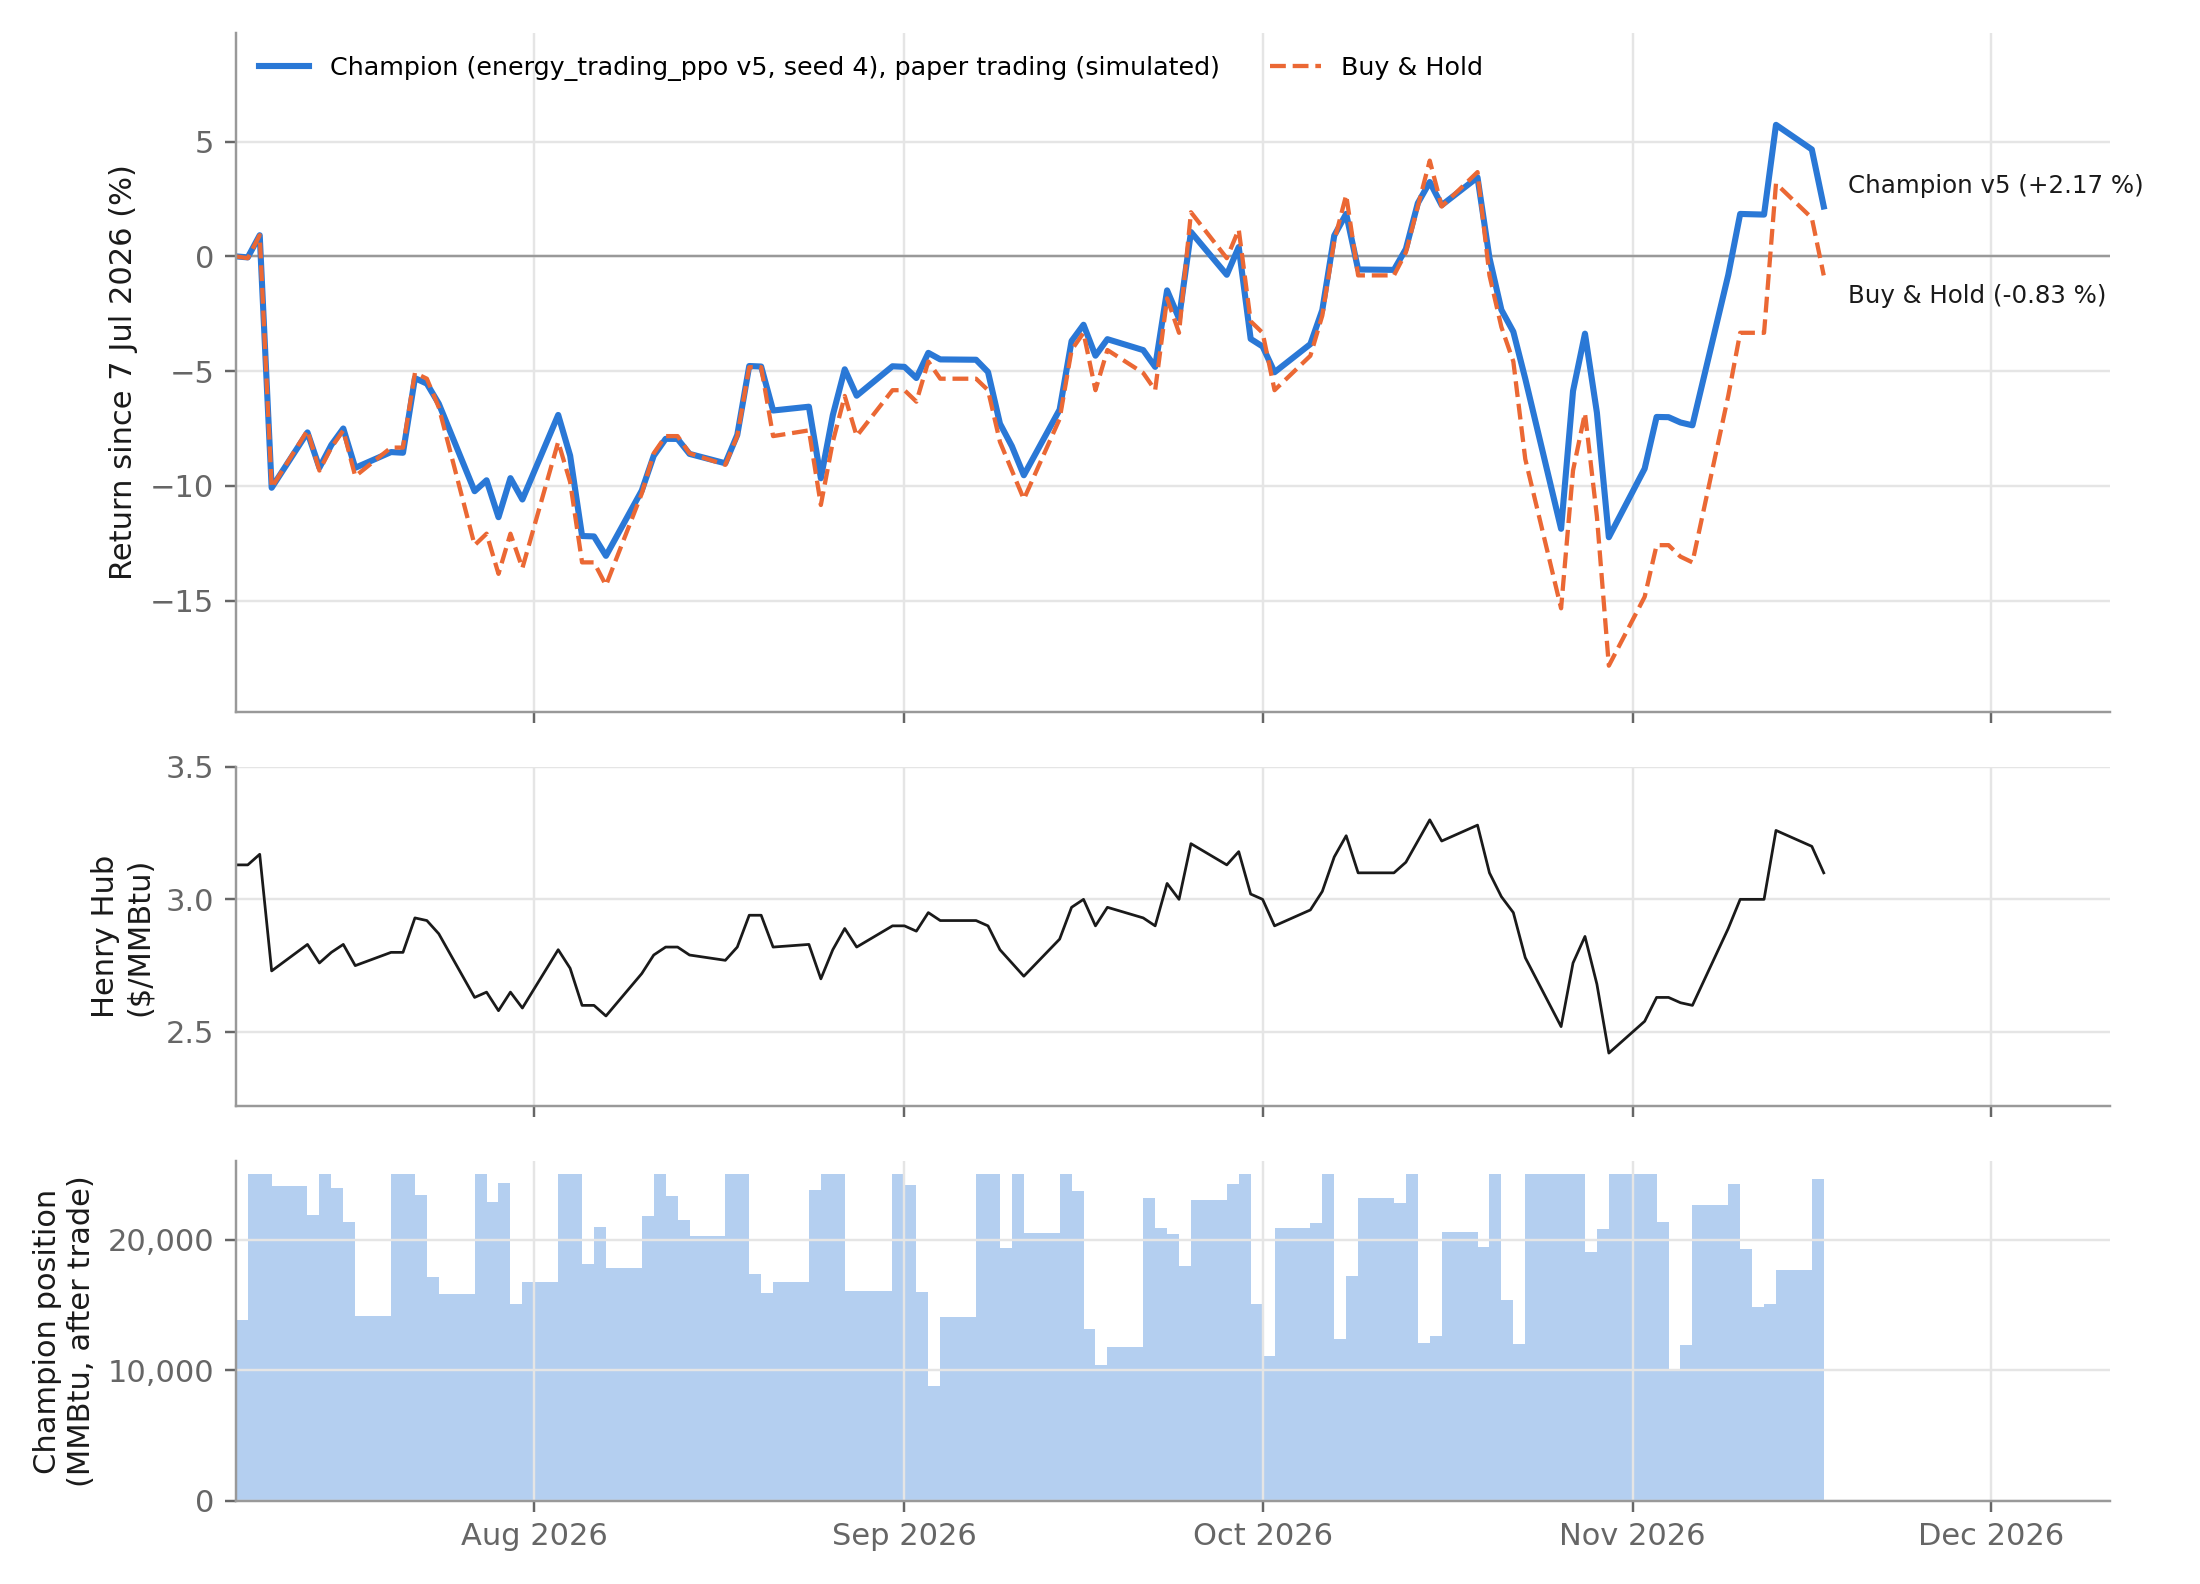 Champion (energy_trading_ppo v5, seed 4), paper trading (simulated)
Buy & Hold
Return since 7 Jul 2026 (%)
5
0
−5
−10
−15
Champion v5 (+2.17 %)
Buy & Hold (-0.83 %)
Henry Hub
($/MMBtu)
3.5
3.0
2.5
Champion position
(MMBtu, after trade)
20,000
10,000
0
Aug 2026
Sep 2026
Oct 2026
Nov 2026
Dec 2026